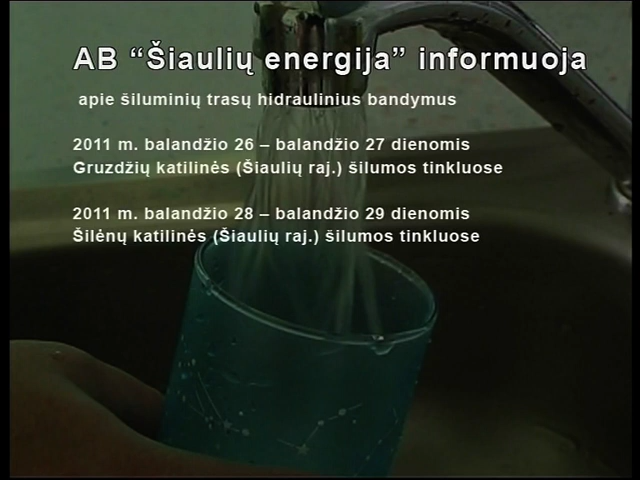 AB “Šiaulių energija” informuoja
apie šiluminių trasų hidraulinius bandymus
2011 m. balandžio 26 – balandžio 27 dienomis
Gruzdžių katilinės (Šiaulių raj.) šilumos tinkluose
2011 m. balandžio 28 – balandžio 29 dienomis
Šilėnų katilinės (Šiaulių raj.) šilumos tinkluose